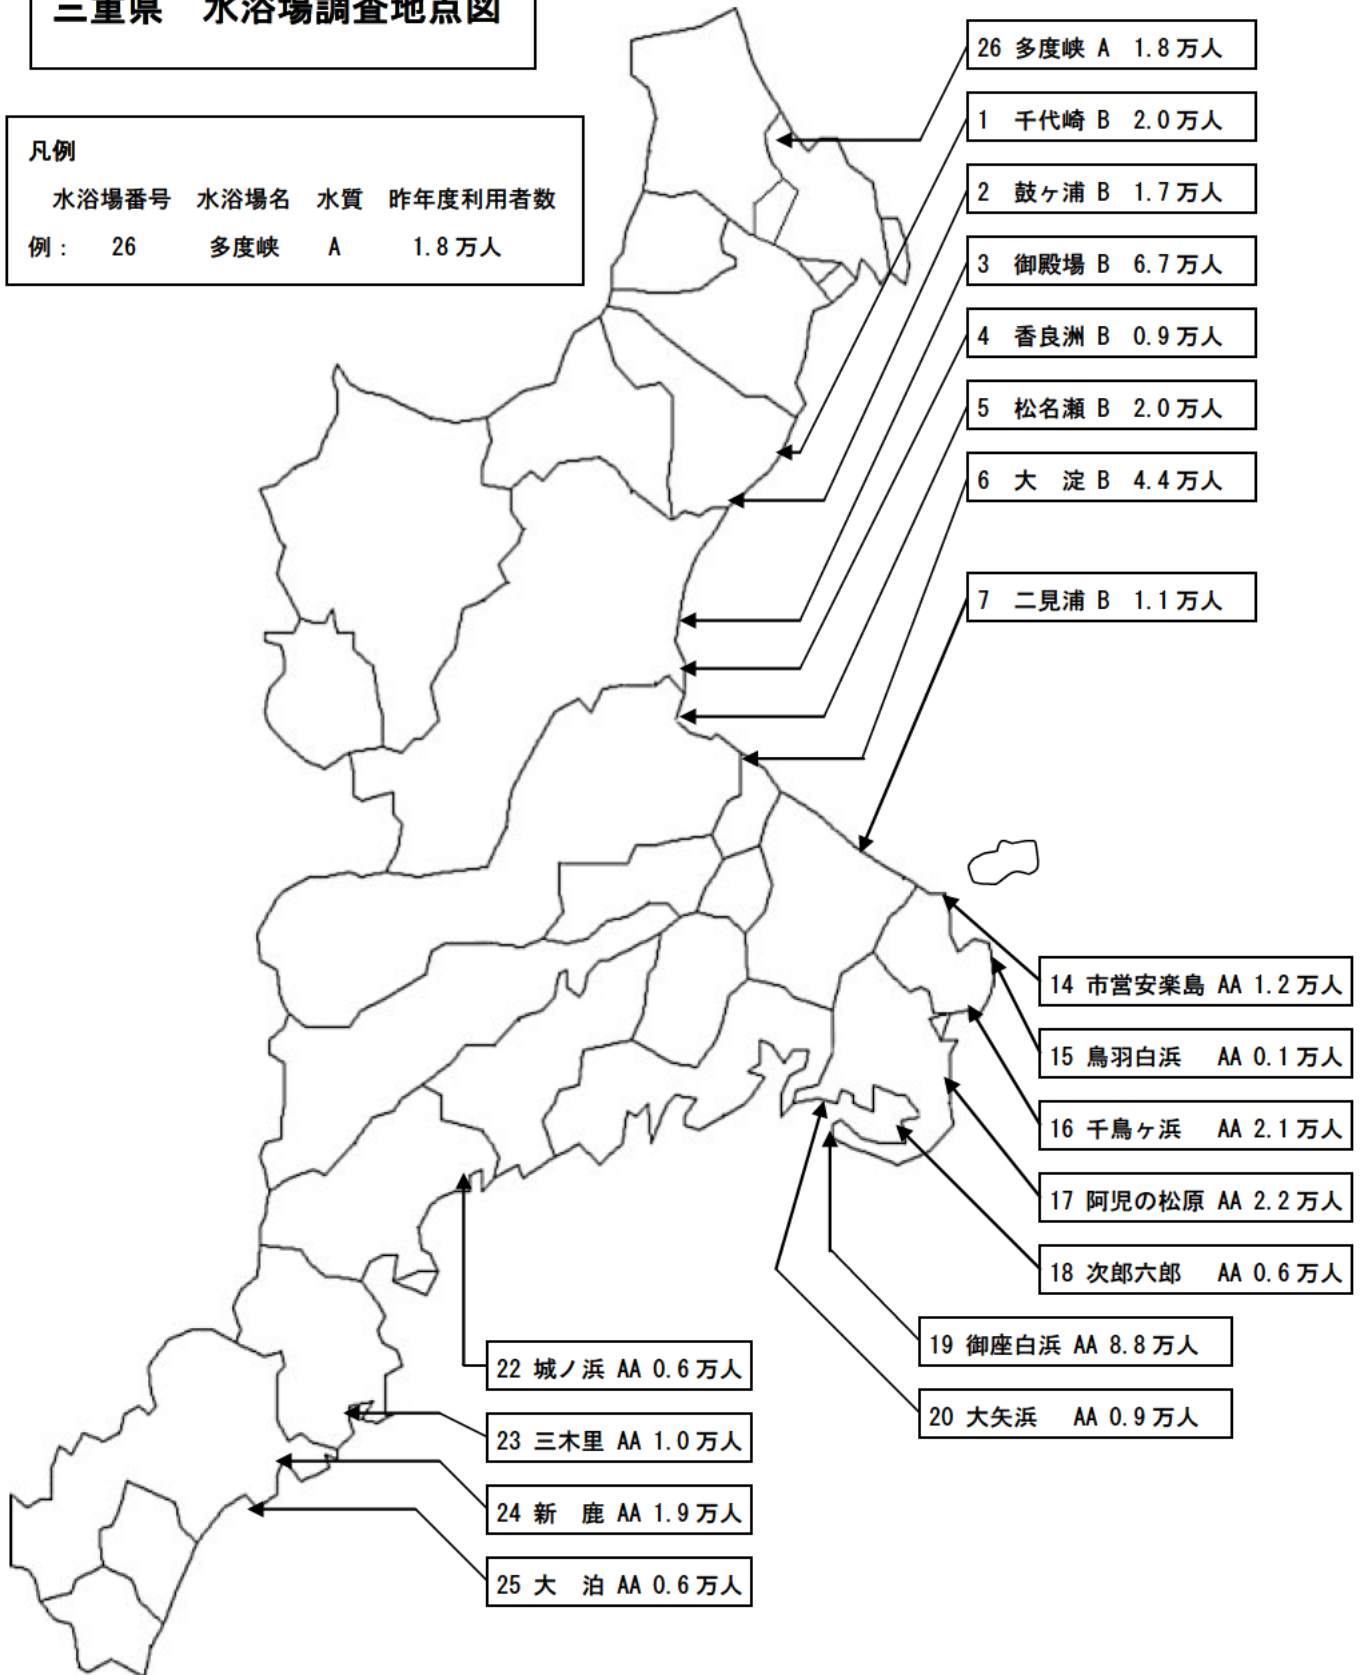 三重県　水浴場調査地点図
凡例
水浴場番号 水浴場名 水質 昨年度利用者数
例： 26 多度峡 A 1.8万人
26 多度峡 A 1.8万人
1 千代崎 B 2.0万人
2 鼓ヶ浦 B 1.7万人
3 御殿場 B 6.7万人
4 香良洲 B 0.9万人
5 松名瀬 B 2.0万人
6 大　淀 B 4.4万人
7 二見浦 B 1.1万人
14 市営安楽島 AA 1.2万人
15 鳥羽白浜 AA 0.1万人
16 千鳥ヶ浜 AA 2.1万人
17 阿児の松原 AA 2.2万人
18 次郎六郎 AA 0.6万人
19 御座白浜 AA 8.8万人
20 大矢浜 AA 0.9万人
22 城ノ浜 AA 0.6万人
23 三木里 AA 1.0万人
24 新　鹿 AA 1.9万人
25 大　泊 AA 0.6万人